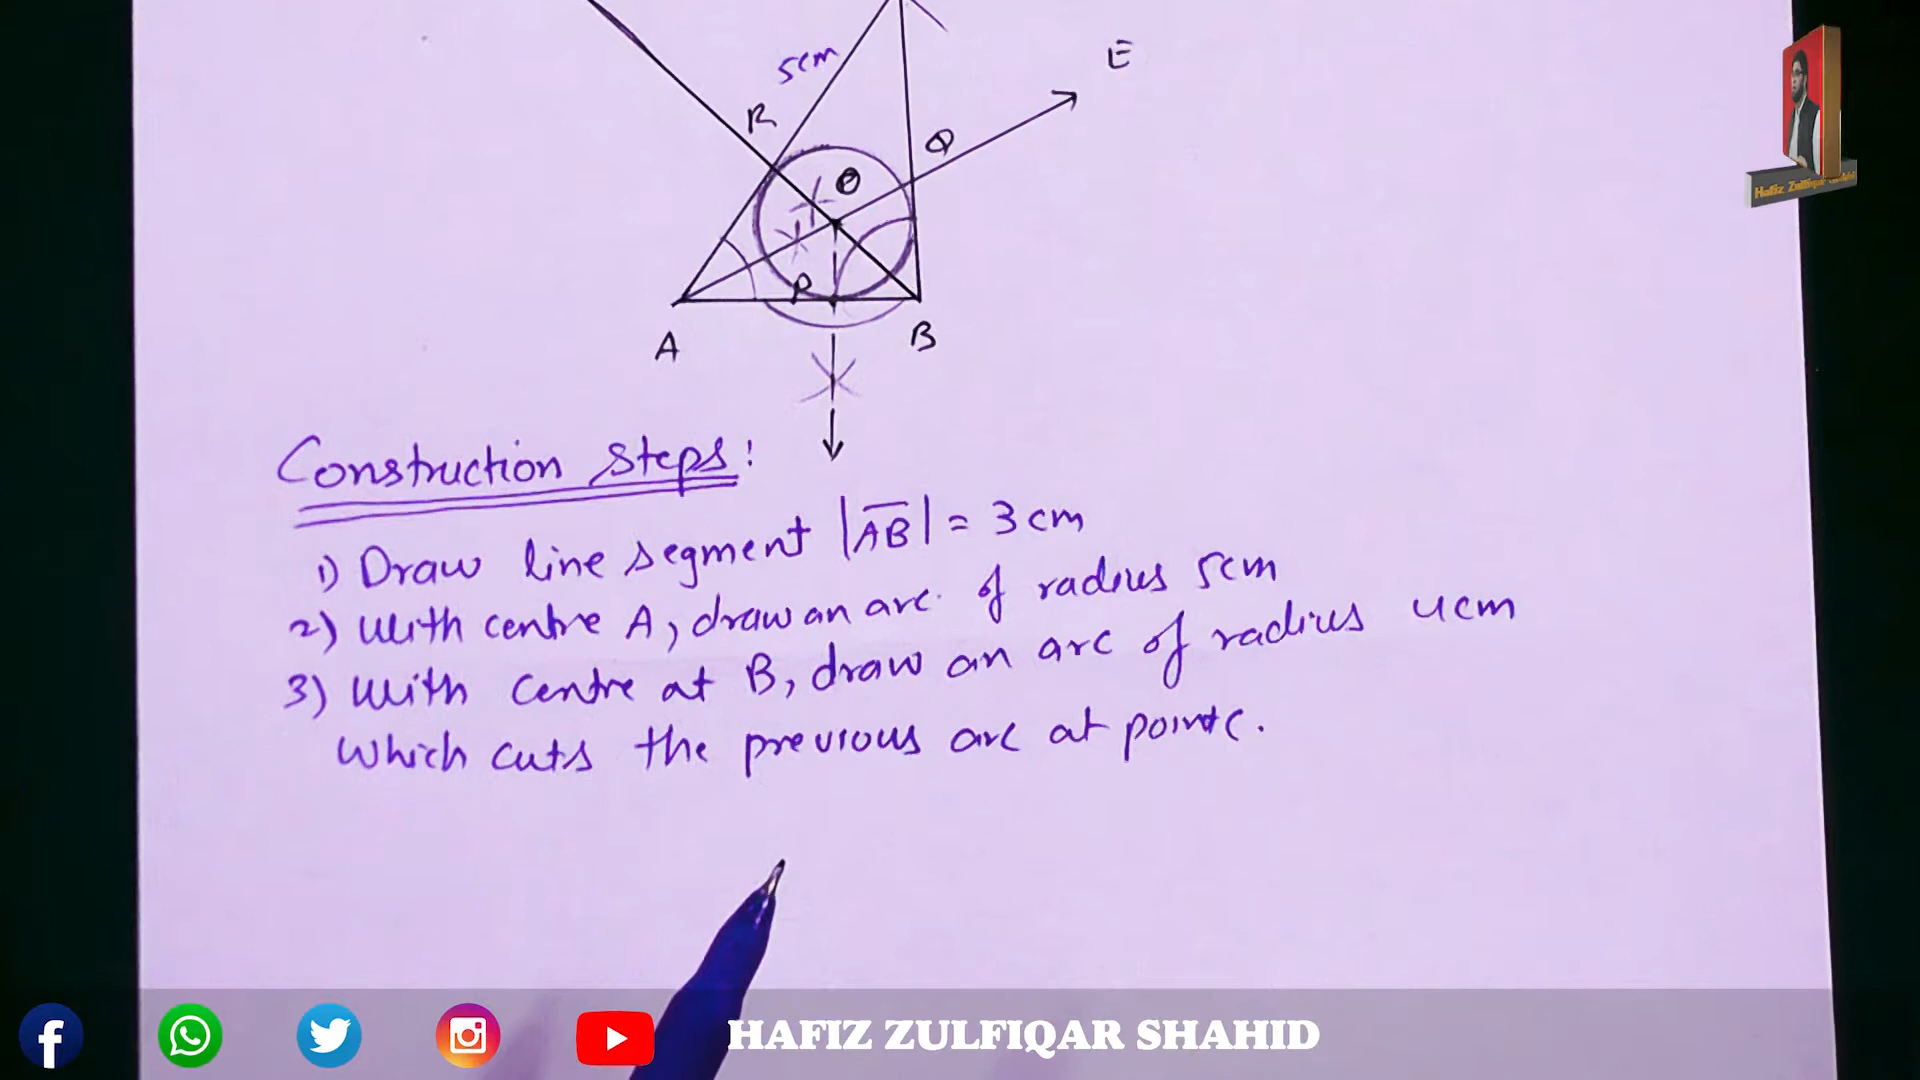 5cm
E
R
Q
O
P
A
B
Construction steps:
1) Draw line segment |AB| = 3cm
2) With centre A, draw an arc. of radius 5cm
3) With centre at B, draw an arc of radius 4cm
which cuts the previous arc at point c.
Hafiz Zulfiqar
HAFIZ ZULFIQAR SHAHID